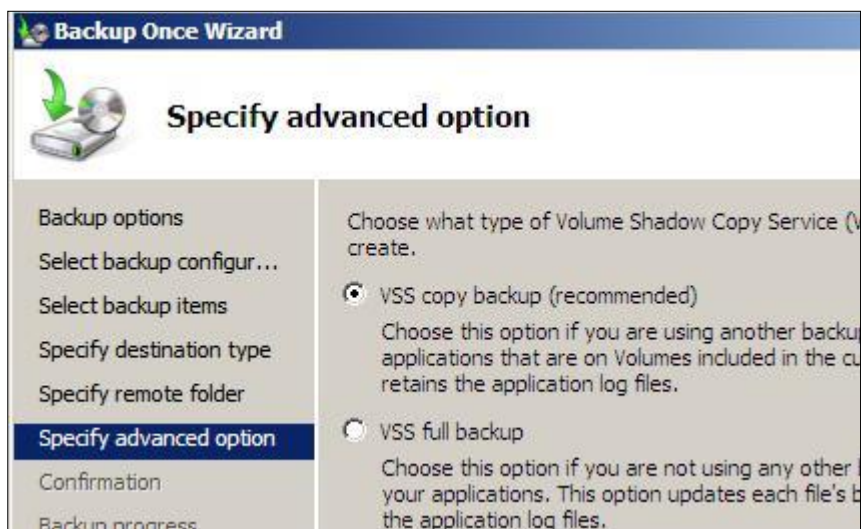 Backup Once Wizard
Specify advanced option
Backup options
Select backup configur...
Select backup items
Specify destination type
Specify remote folder
Specify advanced option
Confirmation
Backup progress
Choose what type of Volume Shadow Copy Service (V
create.
VSS copy backup (recommended)
Choose this option if you are using another backu
applications that are on Volumes included in the cu
retains the application log files.
VSS full backup
Choose this option if you are not using any other
your applications. This option updates each file's b
the application log files.